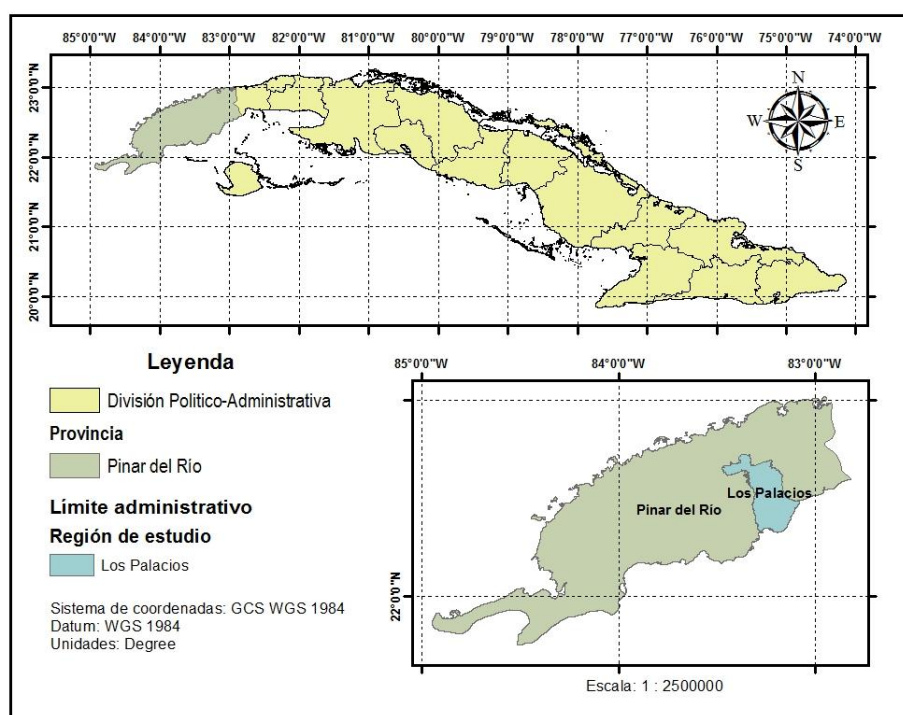 85°0'0"W 84°0'0"W 83°0'0"W 82°0'0"W 81°0'0"W 80°0'0"W 79°0'0"W 78°0'0"W 77°0'0"W 76°0'0"W 75°0'0"W 74°0'0"W
N
W E
S
23°0'0"N
22°0'0"N
21°0'0"N
20°0'0"N
Leyenda
División Politico-Administrativa
Provincia
Pinar del Río
Límite administrativo
Región de estudio
Los Palacios
Sistema de coordenadas: GCS WGS 1984
Datum: WGS 1984
Unidades: Degree
85°0'0"W 84°0'0"W 83°0'0"W
Los Palacios
Pinar del Río
22°0'0"N
Escala: 1 : 2500000